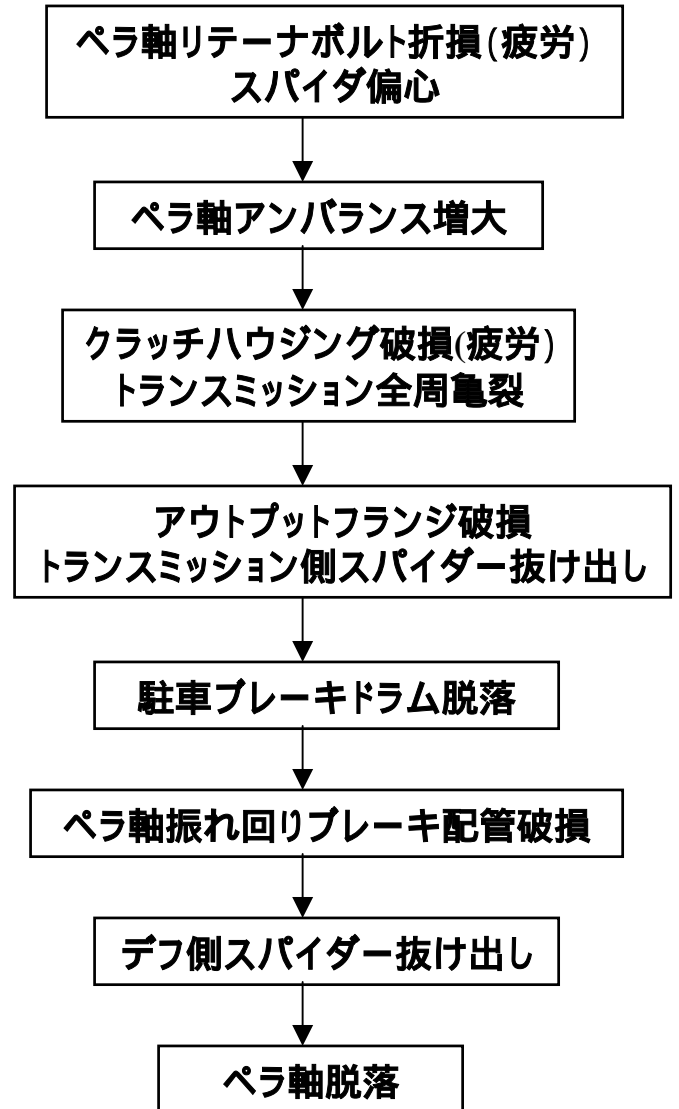 ペラ軸リテーナボルト折損(疲労)
スパイダ偏心
ペラ軸アンバランス増大
クラッチハウジング破損(疲労)
トランスミッション全周亀裂
アウトプットフランジ破損
トランスミッション側スパイダー抜け出し
駐車ブレーキドラム脱落
ペラ軸振れ回りブレーキ配管破損
デフ側スパイダー抜け出し
ペラ軸脱落